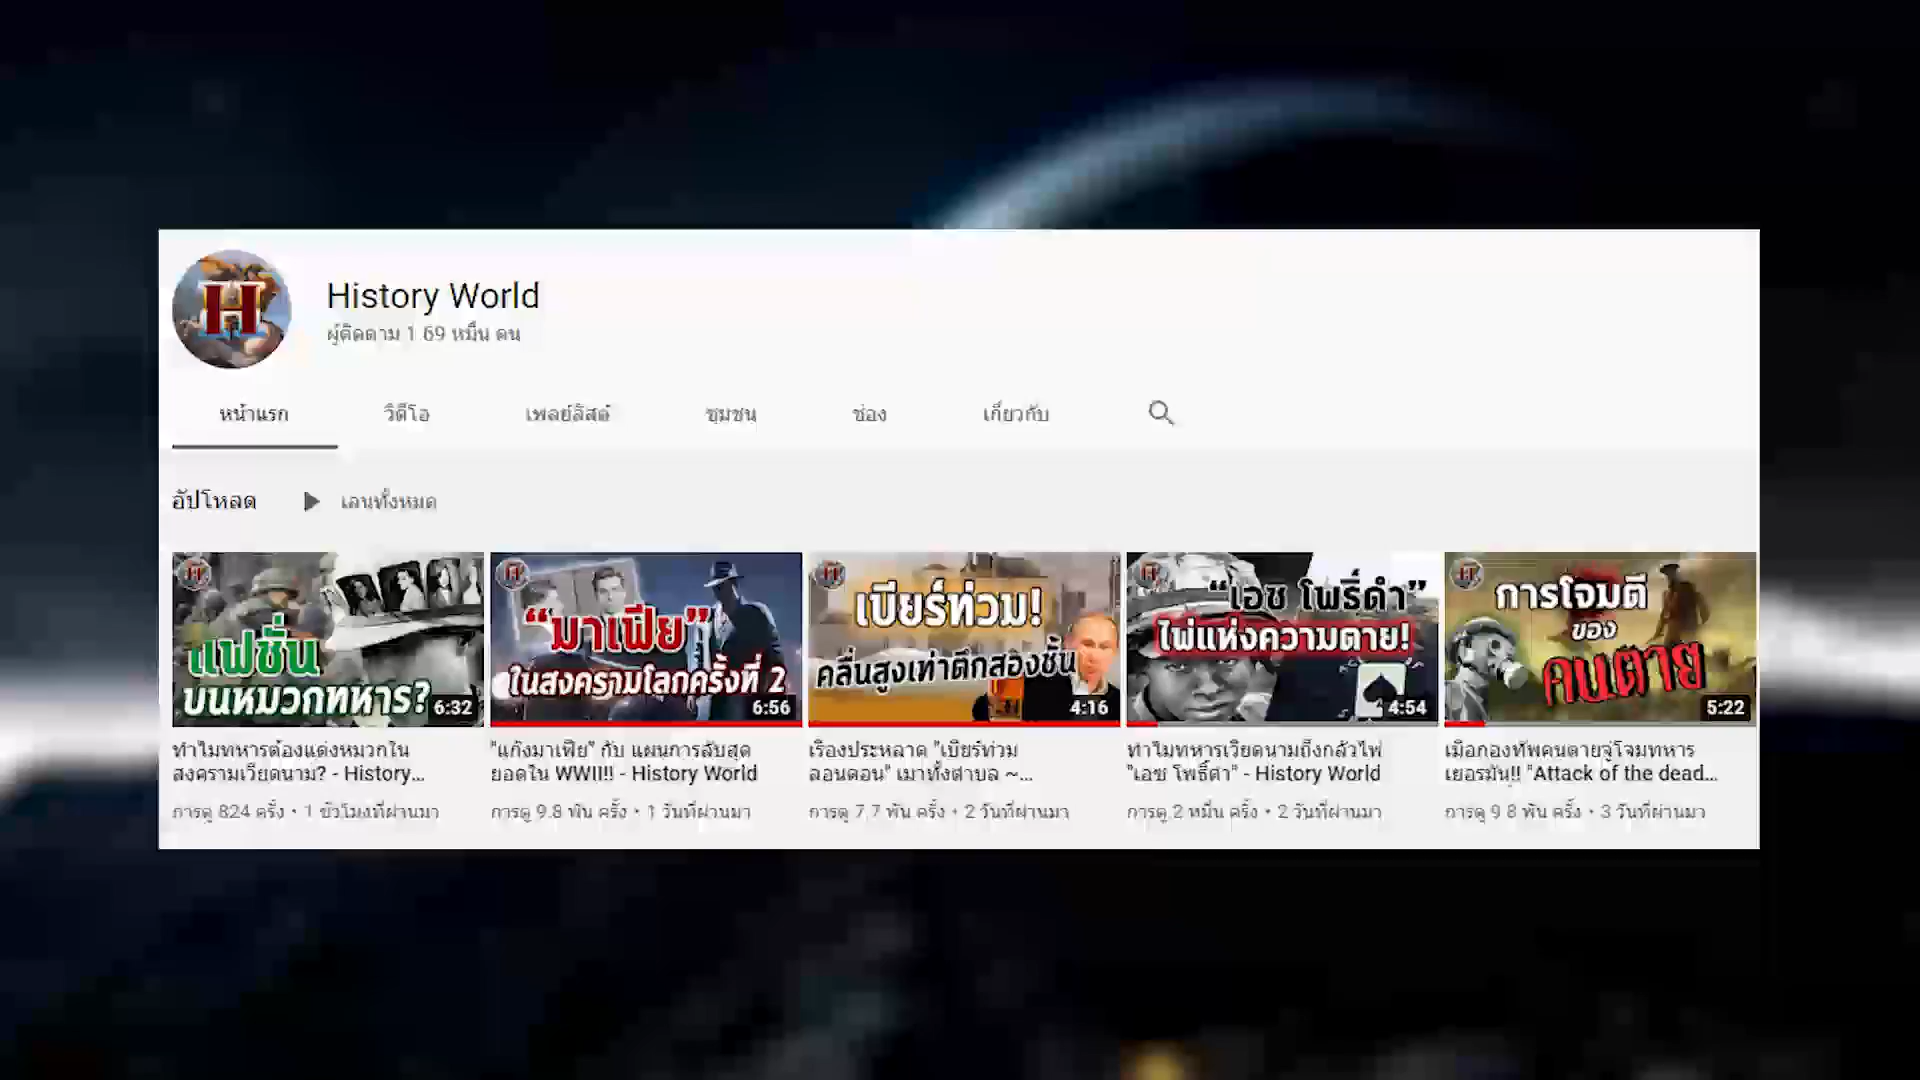 H
History World
ผู้ติดตาม 1.69 หมื่น คน
หน้าแรก วิดีโอ เพลย์ลิสต์ ชุมชน ช่อง เกี่ยวกับ
อัปโหลด เล่นทั้งหมด
แฟชั่น
บนหมวกทหาร?
6:32
"มาเฟีย"
ในสงครามโลกครั้งที่ 2
6:56
เบียร์ท่วม!
คลื่นสูงเท่าตึกสองชั้น
4:16
"เอซ โพธิ์ดำ"
ไพ่แห่งความตาย!
4:54
การโจมตี
ของ
คนตาย
5:22
ทำไมทหารต้องแต่งหมวกใน
สงครามเวียดนาม? - History...
การดู 824 ครั้ง • 1 ชั่วโมงที่ผ่านมา
"แก๊งมาเฟีย" กับ แผนการลับสุด
ยอดใน WWII!! - History World
การดู 9.8 พัน ครั้ง • 1 วันที่ผ่านมา
เรื่องประหลาด "เบียร์ท่วม
ลอนดอน" เมาทั้งตำบล ~...
การดู 7.7 พัน ครั้ง • 2 วันที่ผ่านมา
ทำไมทหารเวียดนามถึงกลัวไพ่
"เอซ โพธิ์ดำ" - History World
การดู 2 หมื่น ครั้ง • 2 วันที่ผ่านมา
เมื่อกองทัพคนตายจู่โจมทหาร
เยอรมัน!! "Attack of the dead...
การดู 9.8 พัน ครั้ง • 3 วันที่ผ่านมา